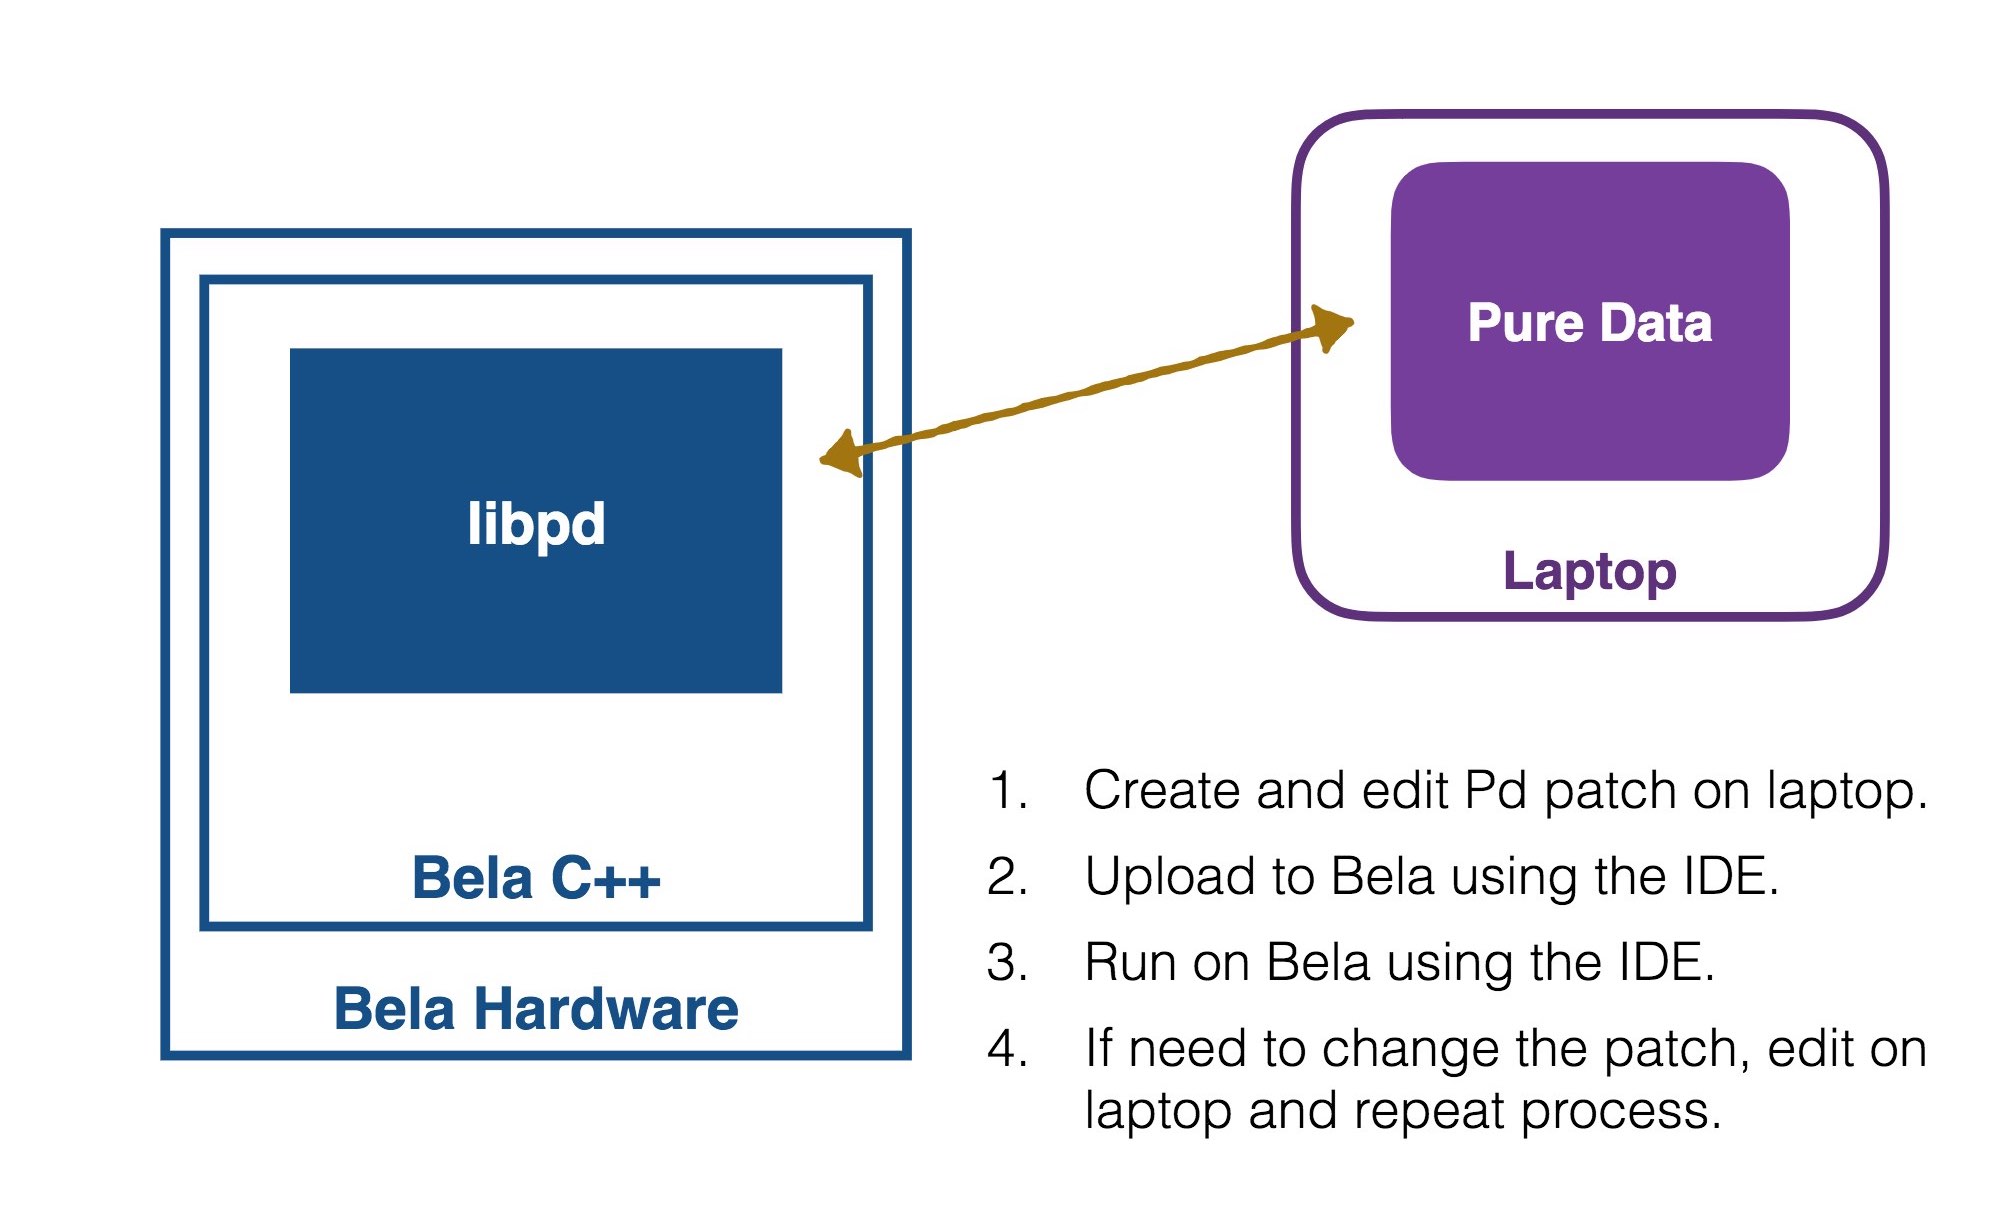 Pure Data
Laptop
libpd
Bela C++
Bela Hardware
1. Create and edit Pd patch on laptop.
2. Upload to Bela using the IDE.
3. Run on Bela using the IDE.
4. If need to change the patch, edit on
laptop and repeat process.